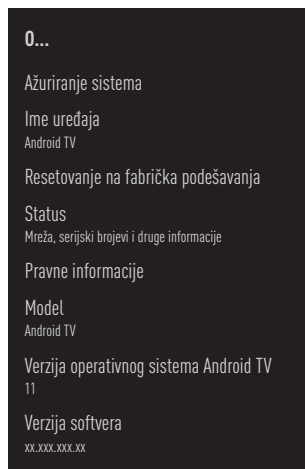 O...
Ažuriranje sistema
Ime uređaja
Android TV
Resetovanje na fabrička podešavanja
Status
Mreža, serijski brojevi i druge informacije
Pravne informacije
Model
Android TV
Verzija operativnog sistema Android TV
11
Verzija softvera
xx.xxx.xxx.xx